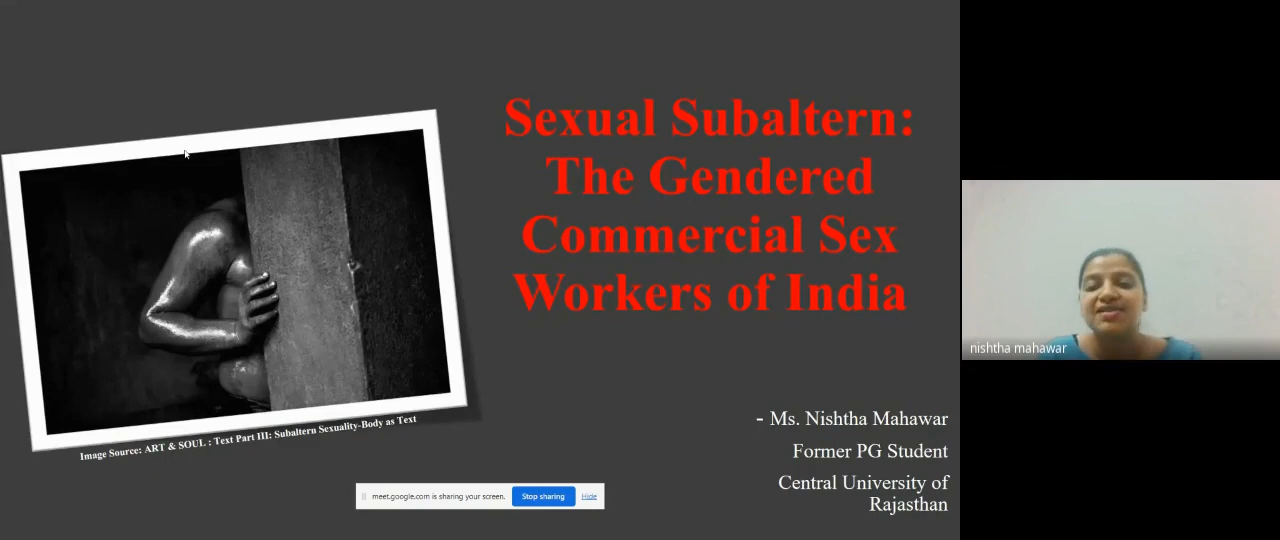 Sexual Subaltern:
The Gendered
Commercial Sex
Workers of India
Image Source: ART & SOUL : Text Part III: Subaltern Sexuality-Body as Text
- Ms. Nishtha Mahawar
Former PG Student
Central University of
Rajasthan
meet.google.com is sharing your screen. Stop sharing Hide
nishtha mahawar